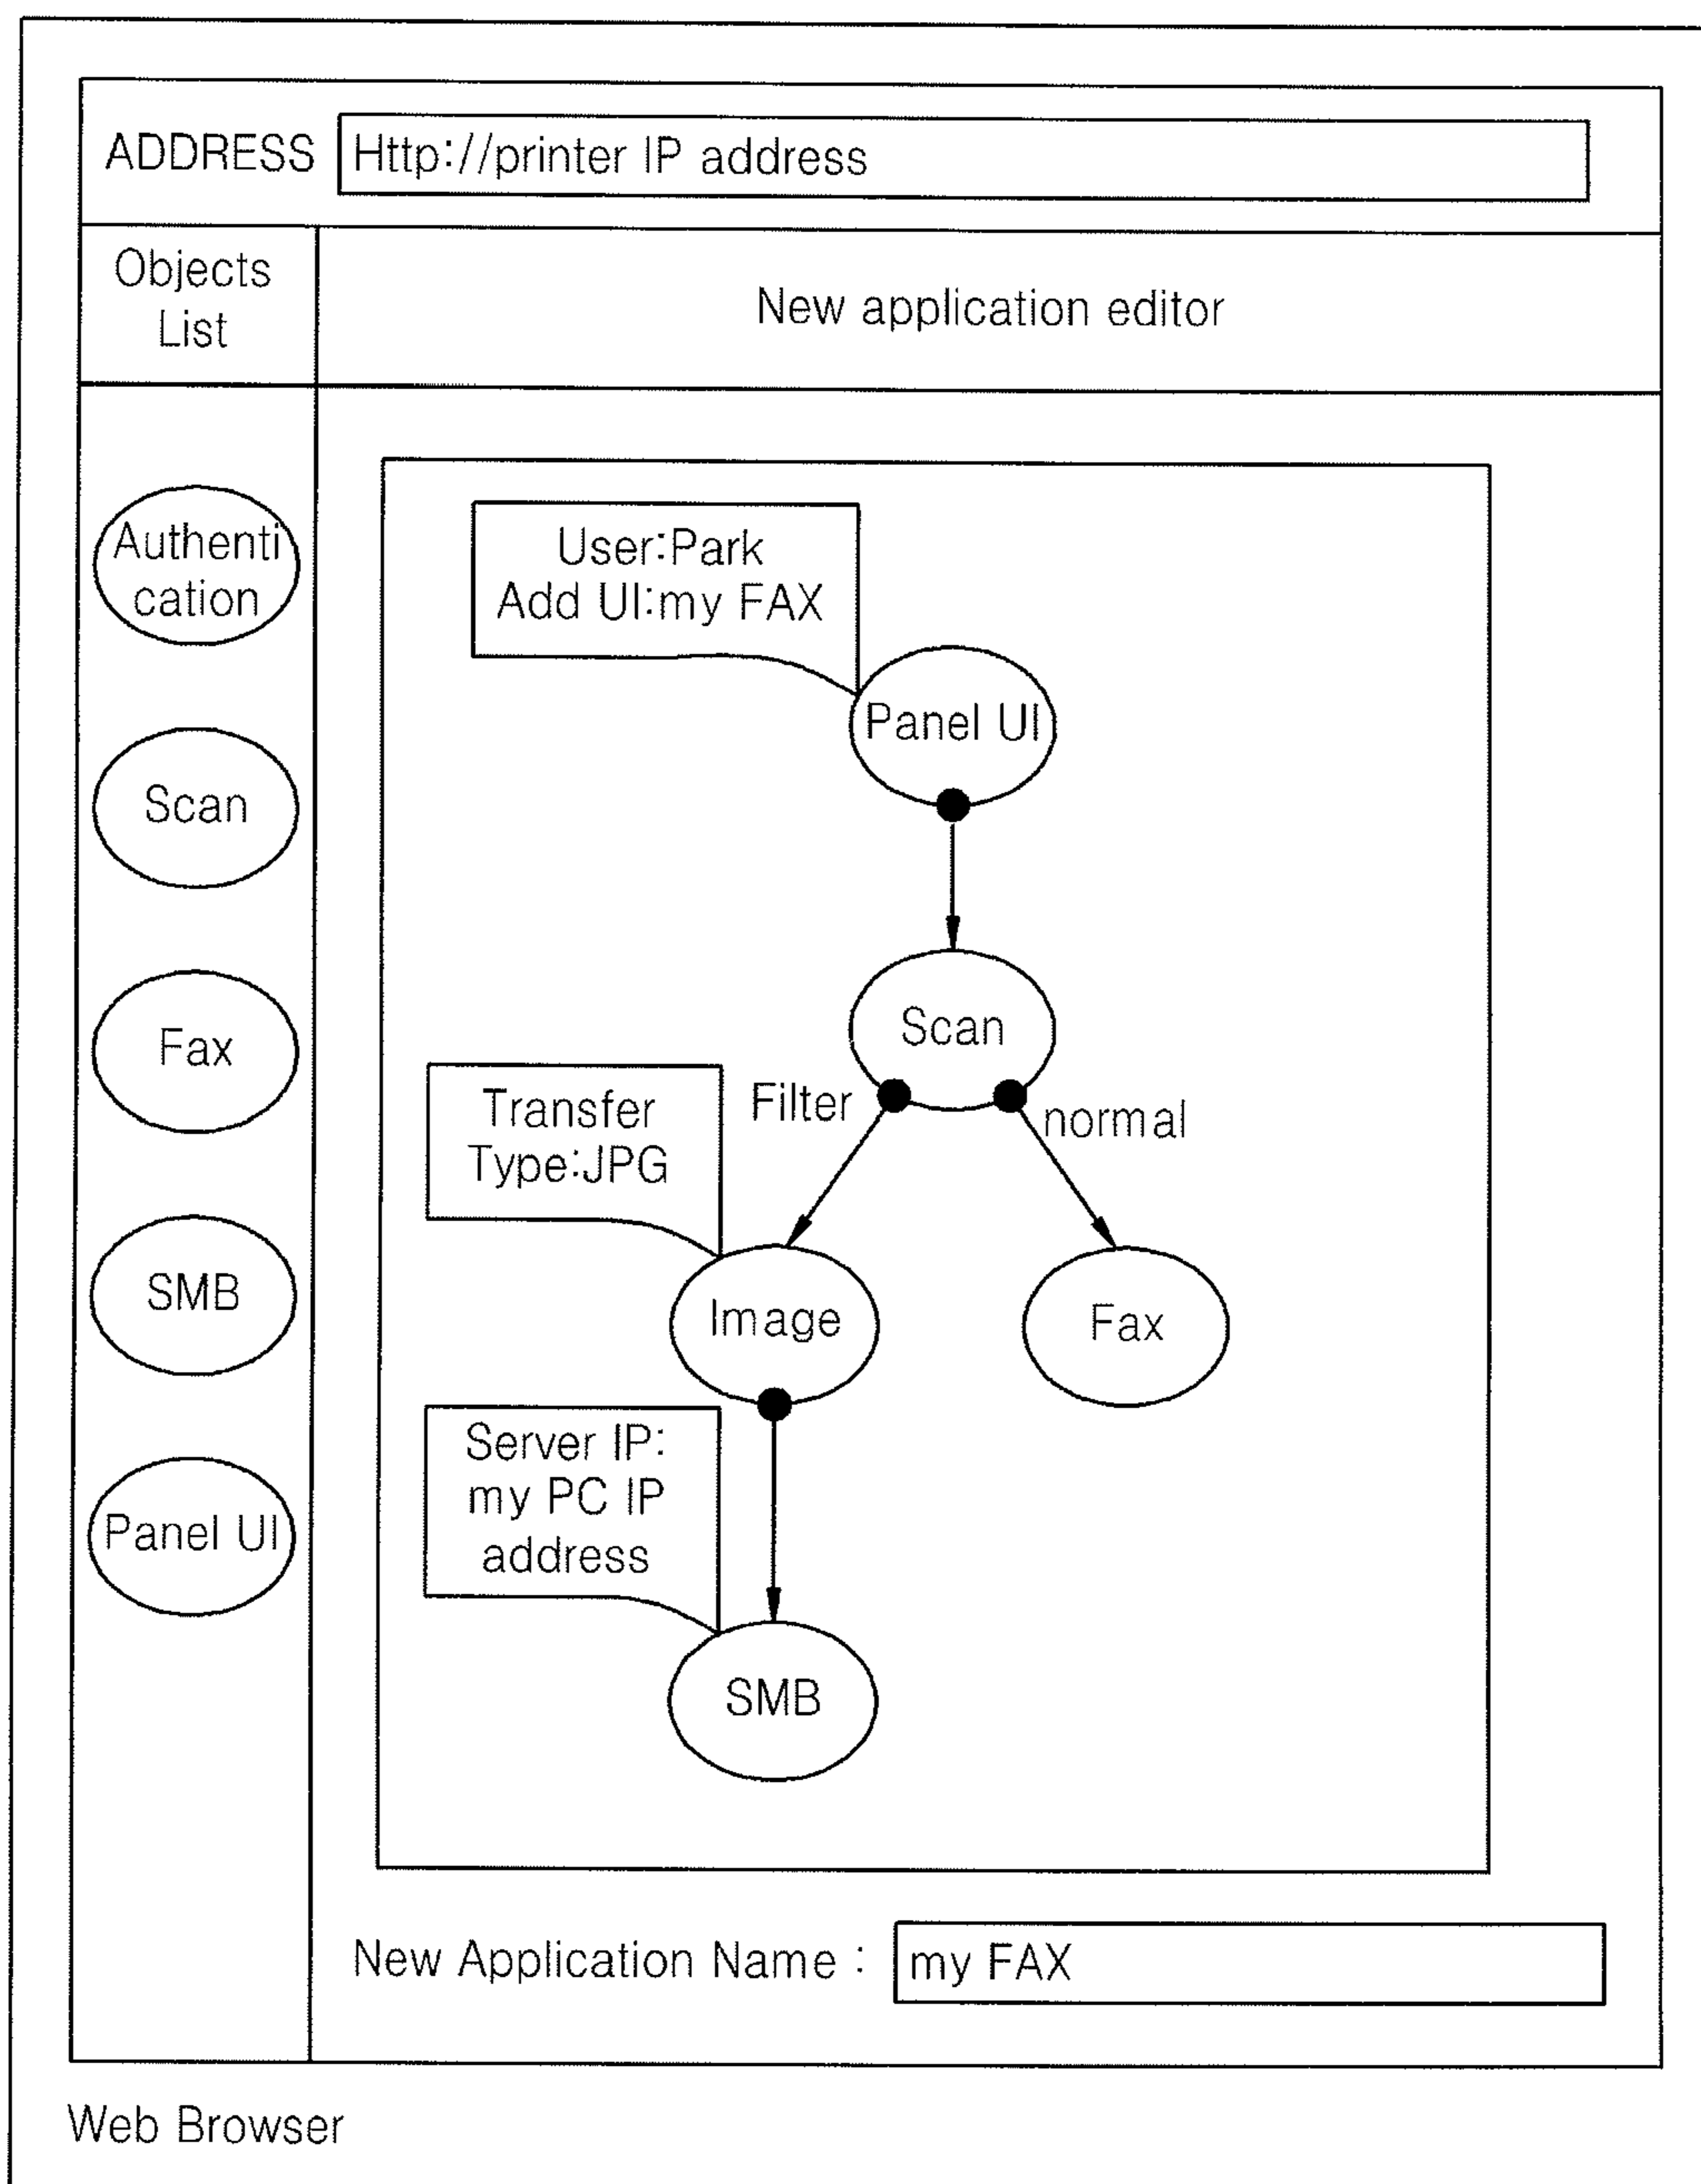 ADDRESS Http://printer IP address
Objects
List
New application editor
Authenti
cation
Scan
Fax
SMB
Panel UI
User:Park
Add UI:my FAX
Panel UI
Scan
Filter
normal
Transfer
Type:JPG
Image
Fax
Server IP:
my PC IP
address
SMB
New Application Name : my FAX
Web Browser